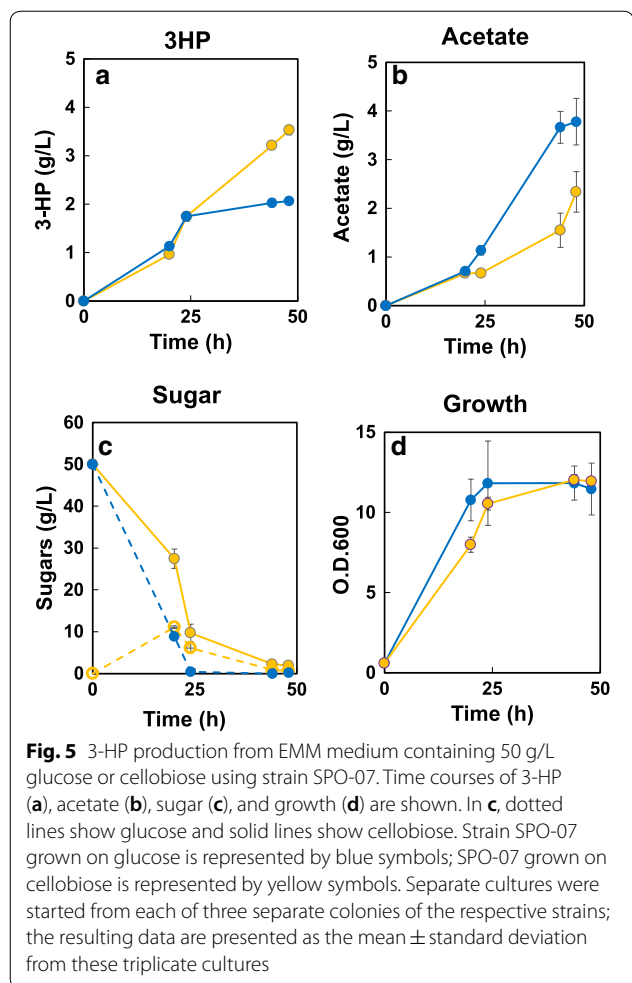 3HP
a
3-HP (g/L)
5
4
3
2
1
0
0 25 50
Time (h)
Acetate
b
Acetate (g/L)
5
4
3
2
1
0
0 25 50
Time (h)
Sugar
c
Sugars (g/L)
60
50
40
30
20
10
0
0 25 50
Time (h)
Growth
d
O.D.600
15
10
5
0
0 25 50
Time (h)
Fig. 5 3-HP production from EMM medium containing 50 g/L
glucose or cellobiose using strain SPO-07. Time courses of 3-HP
(a), acetate (b), sugar (c), and growth (d) are shown. In c, dotted
lines show glucose and solid lines show cellobiose. Strain SPO-07
grown on glucose is represented by blue symbols; SPO-07 grown on
cellobiose is represented by yellow symbols. Separate cultures were
started from each of three separate colonies of the respective strains;
the resulting data are presented as the mean ± standard deviation
from these triplicate cultures